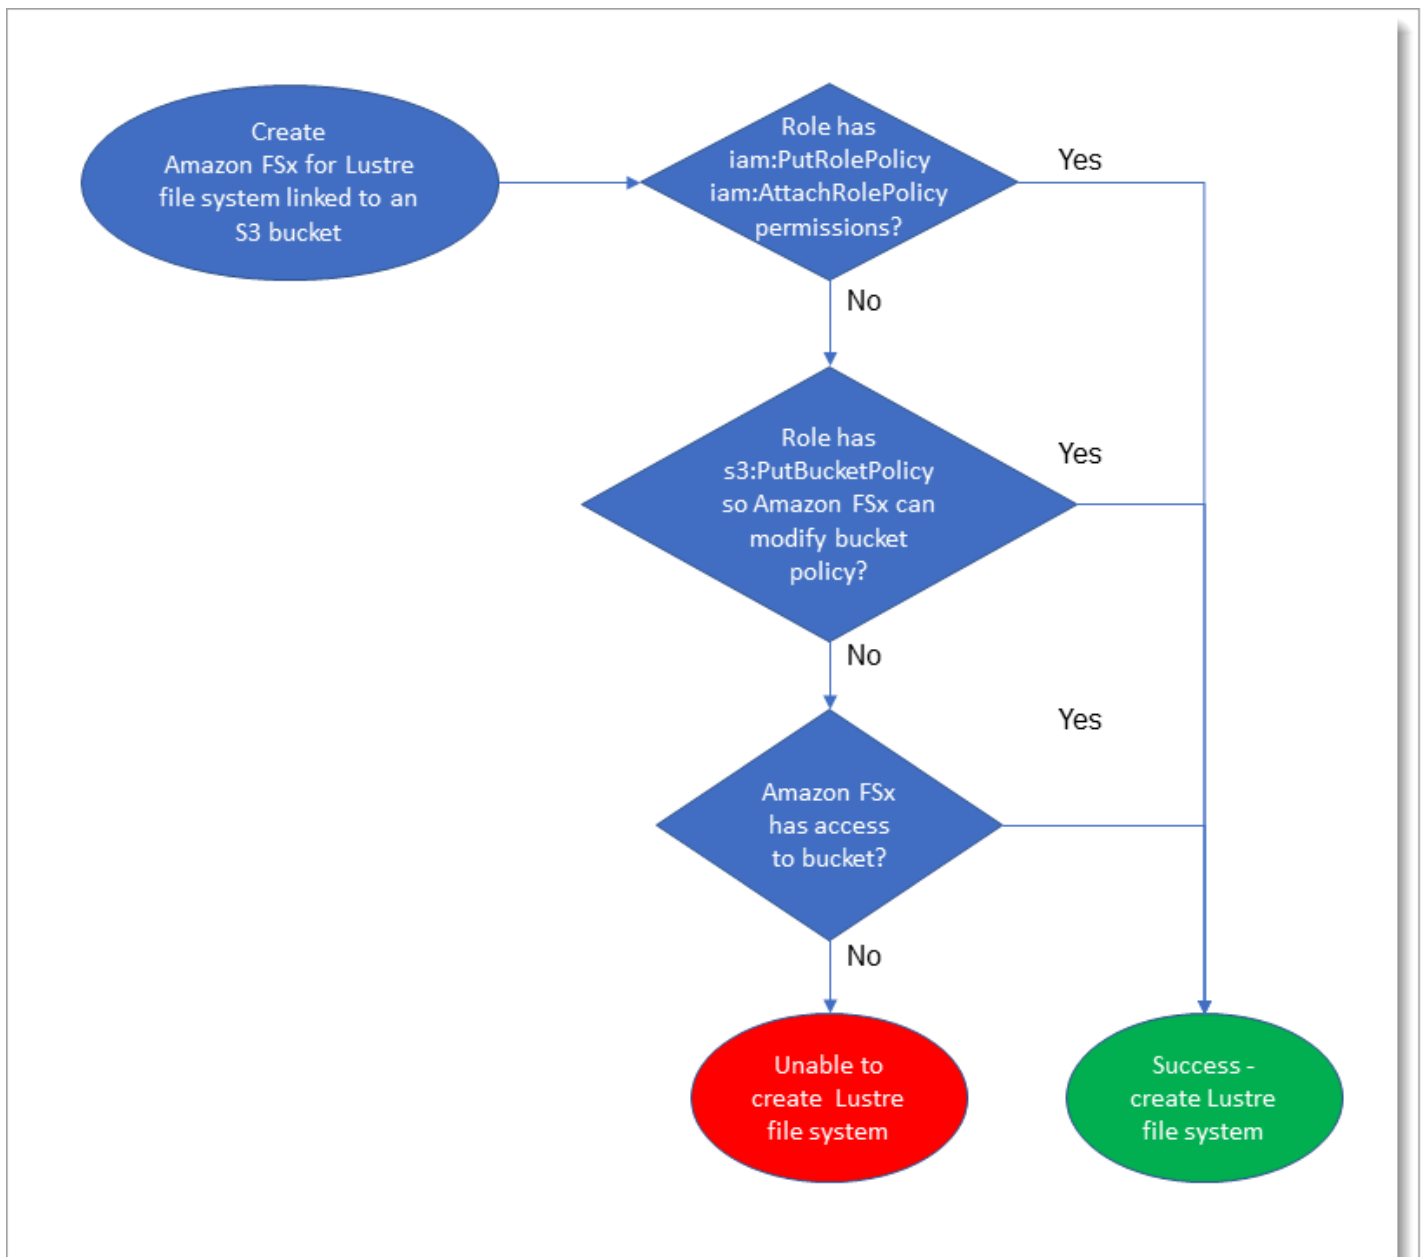 Create
Amazon FSx for Lustre
file system linked to an
S3 bucket
Role has
iam:PutRolePolicy
iam:AttachRolePolicy
permissions?
Yes
No
Role has
s3:PutBucketPolicy
so Amazon FSx can
modify bucket
policy?
Yes
No
Amazon FSx
has access
to bucket?
Yes
No
Unable to
create Lustre
file system
Success -
create Lustre
file system